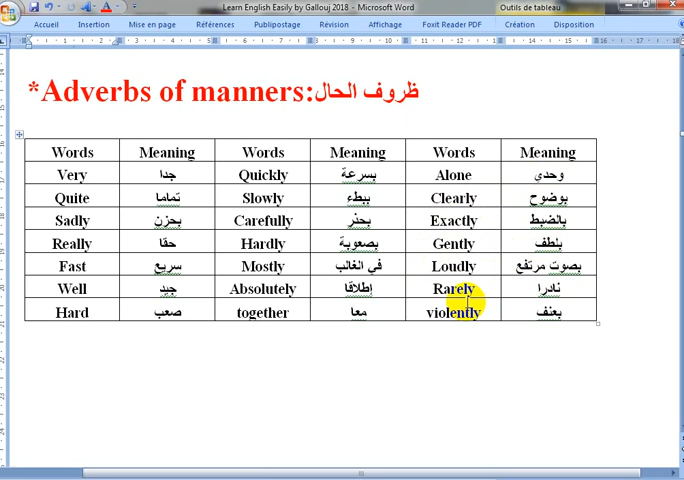 Learn English Easily by Gallouj 2018 - Microsoft Word
Outils de tableau
Accueil Insertion Mise en page Références Publipostage Révision Affichage Foxit Reader PDF Création Disposition
*Adverbs of manners:ظروف الحال
Words Meaning Words Meaning Words Meaning
Very جدا Quickly بسرعة Alone وحدي
Quite تماما Slowly ببطء Clearly بوضوح
Sadly بحزن Carefully بحذر Exactly بالضبط
Really حقا Hardly بصعوبة Gently بلطف
Fast سريع Mostly في الغالب Loudly بصوت مرتفع
Well جيد Absolutely إطلاقا Rarely نادرا
Hard صعب together معا violently بعنف